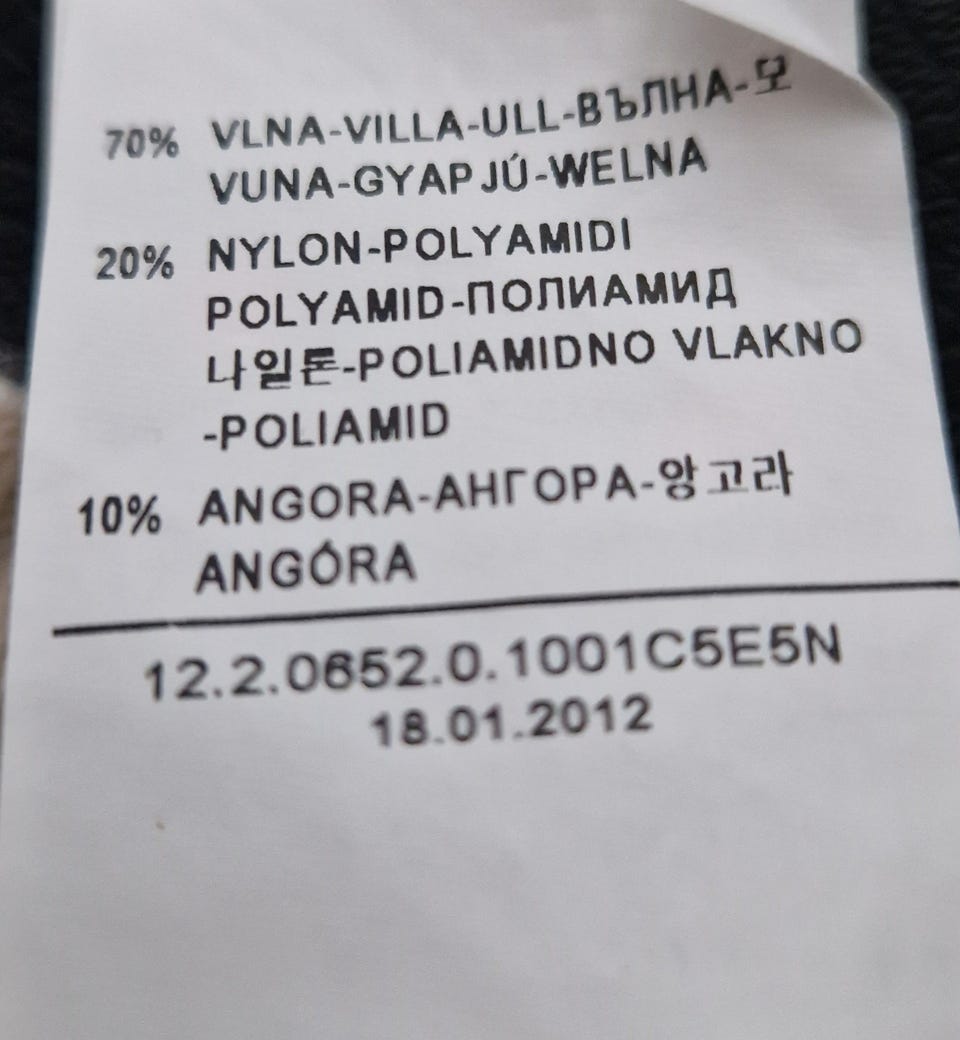 70% VLNA-VILLA-ULL-ВЪЛНА-모
VUNA-GYAPJÚ-WELNA
20% NYLON-POLYAMIDI
POLYAMID-ПОЛИАМИД
나일론-POLIAMIDNO VLAKNO
-POLIAMID
10% ANGORA-АНГОРА-앙고라
ANGÓRA
12.2.0652.0.1001C5E5N
18.01.2012